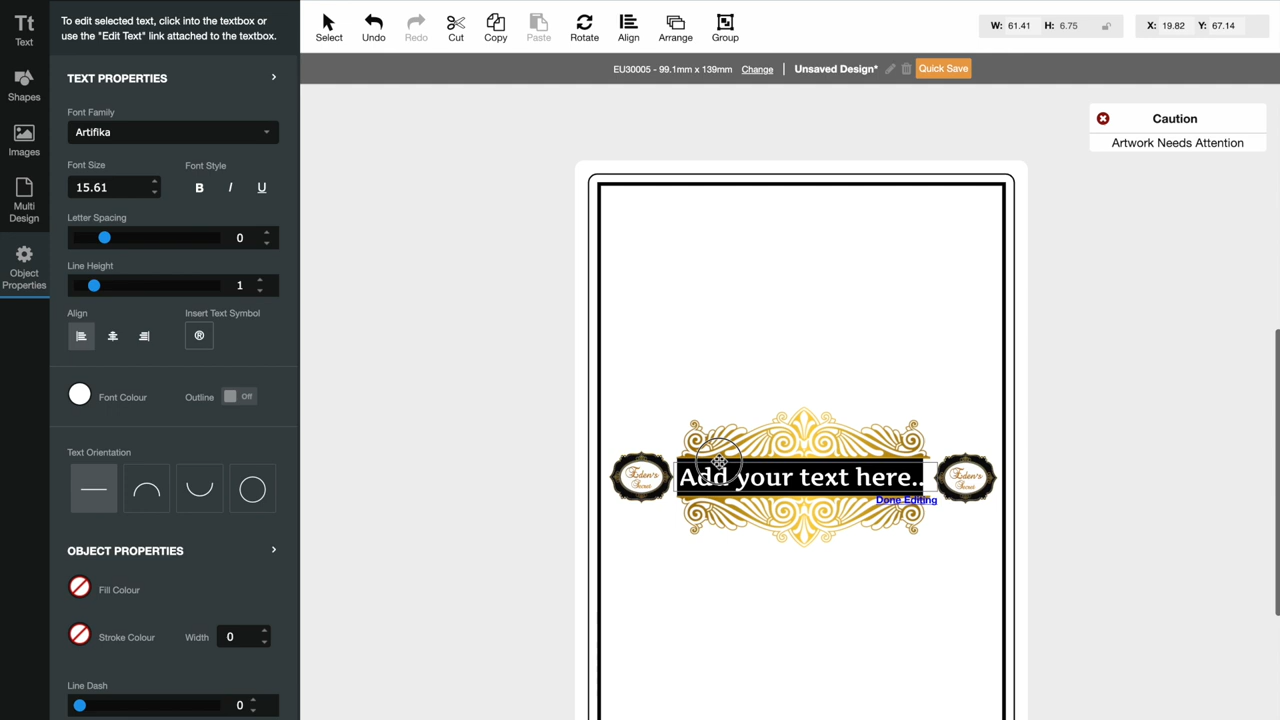 To edit selected text, click into the textbox or
use the "Edit Text" link attached to the textbox.
Tt
Text
Shapes
Images
Multi
Design
Object
Properties
TEXT PROPERTIES
Font Family
Artifika
Font Size
Font Style
15.61
B I U
Letter Spacing
0
Line Height
1
Align
Insert Text Symbol
®
Font Colour
Outline
Off
Text Orientation
OBJECT PROPERTIES
Fill Colour
Stroke Colour
Width
0
Line Dash
0
Select
Undo
Redo
Cut
Copy
Paste
Rotate
Align
Arrange
Group
W: 61.41 H: 6.75
X: 19.82 Y: 67.14
EU30005 - 99.1mm x 139mm Change | Unsaved Design* Quick Save
Caution
Artwork Needs Attention
Eden's
Secret
Add your text here..
Eden's
Secret
Done Editing